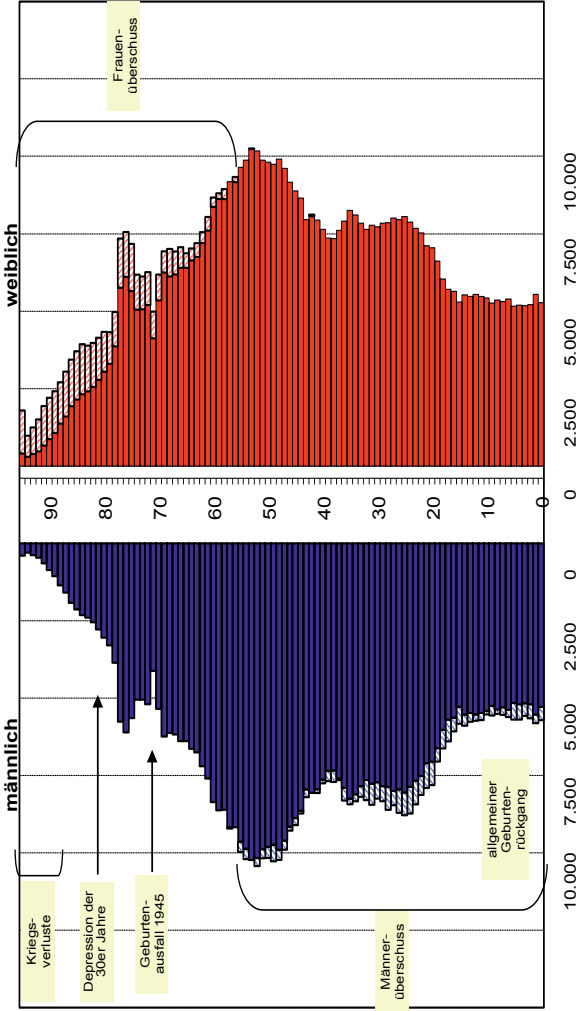 männlich
weiblich
Kriegs-
verluste
Depression der
30er Jahre
Geburten-
ausfall 1945
Männer-
überschuss
allgemeiner
Geburten-
rückgang
Frauen-
überschuss
90
80
70
60
50
40
30
20
10
0
10.000
7.500
5.000
2.500
0
0
2.500
5.000
7.500
10.000